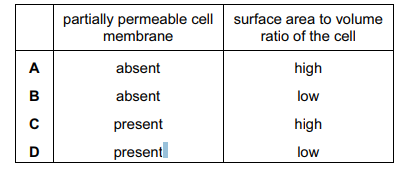 partially permeable cell membrane surface area to volume ratio of the cell
A absent high
B absent low
C present high
D present low